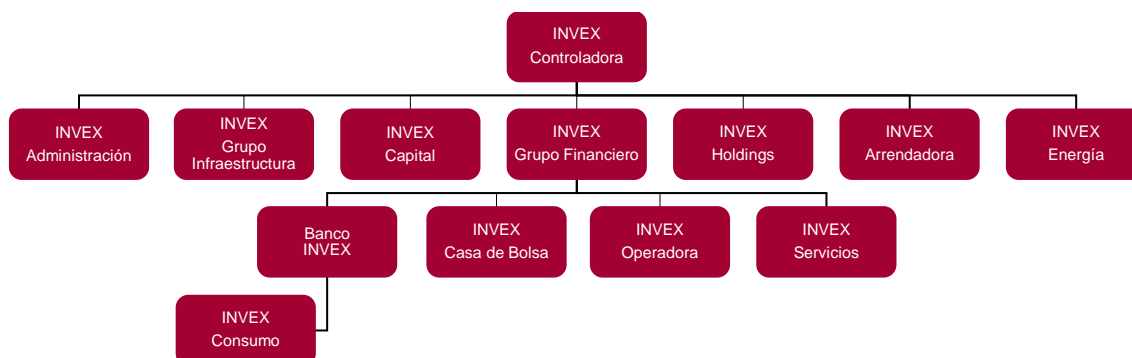 INVEX
Controladora
INVEX
Administración
INVEX
Grupo
Infraestructura
INVEX
Capital
INVEX
Grupo Financiero
INVEX
Holdings
INVEX
Arrendadora
INVEX
Energía
Banco
INVEX
INVEX
Casa de Bolsa
INVEX
Operadora
INVEX
Servicios
INVEX
Consumo